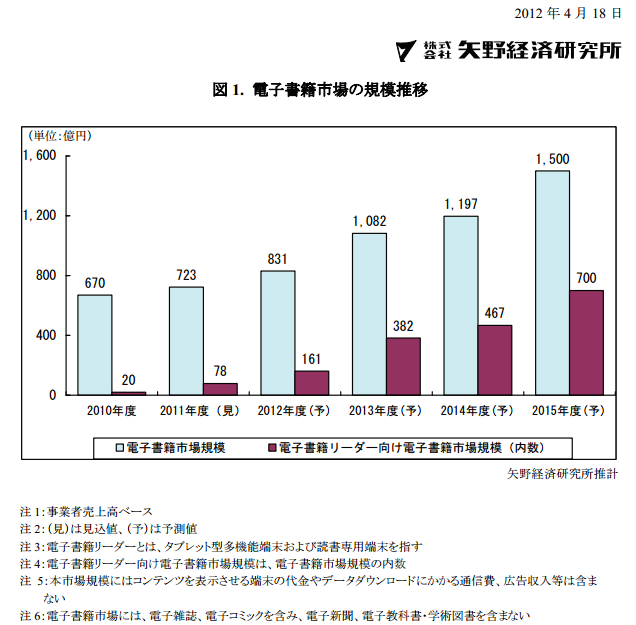 2012 年 4 月 18 日
株式会社 矢野経済研究所
図 1. 電子書籍市場の規模推移
（単位：億円）
1,600
1,200
800
400
0
670
20
723
78
831
161
1,082
382
1,197
467
1,500
700
2010年度
2011年度（見）
2012年度（予）
2013年度（予）
2014年度（予）
2015年度（予）
電子書籍市場規模
電子書籍リーダー向け電子書籍市場規模（内数）
矢野経済研究所推計
注 1：事業者売上高ベース
注 2：（見）は見込値、（予）は予測値
注 3：電子書籍リーダーとは、タブレット型多機能端末および読書専用端末を指す
注 4：電子書籍リーダー向け電子書籍市場規模は、電子書籍市場規模の内数
注 5：本市場規模にはコンテンツを表示させる端末の代金やデータダウンロードにかかる通信費、広告収入等は含ま
ない
注 6：電子書籍市場には、電子雑誌、電子コミックを含み、電子新聞、電子教科書・学術図書を含まない